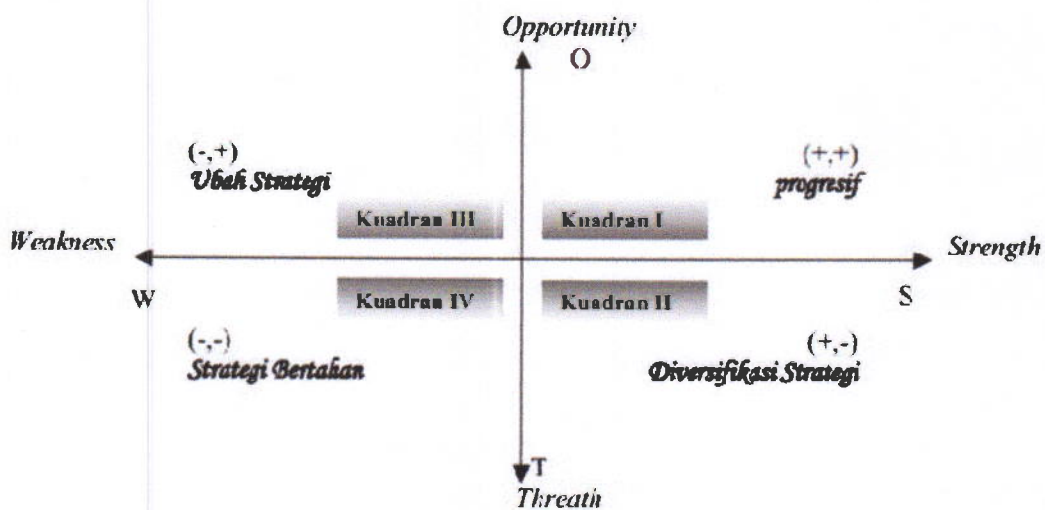 Opportunity
O
(-,+)
Ubah Strategi
(+,+)
progresif
Kuadran III
Kuadran I
Weakness
Strength
W
Kuadran IV
Kuadran II
S
(-,-)
Strategi Bertahan
(+,-)
Diversifikasi Strategi
T
Threath